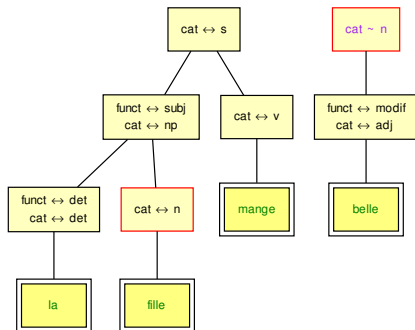 cat ↔ s
cat ~ n
funct ↔ subj
cat ↔ np
cat ↔ v
funct ↔ modif
cat ↔ adj
funct ↔ det
cat ↔ det
cat ↔ n
mange
belle
la
fille